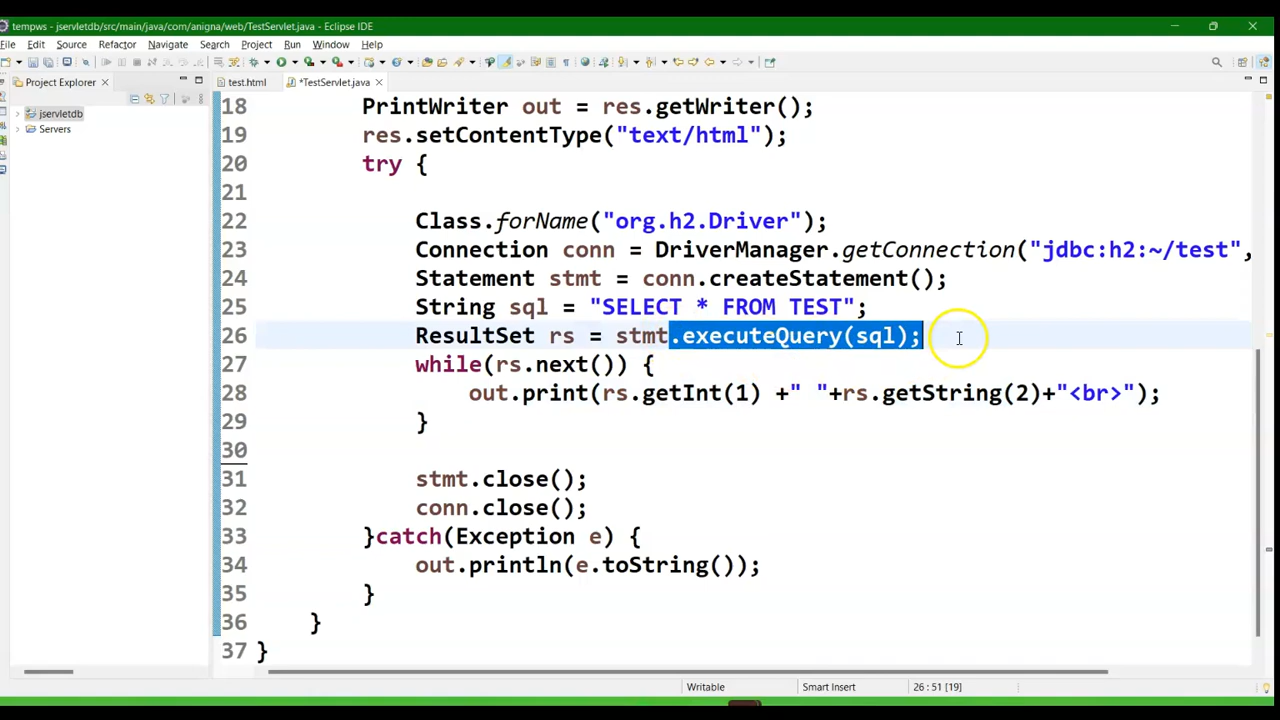 tempws - jservletdb/src/main/java/com/anigna/web/TestServlet.java - Eclipse IDE
File Edit Source Refactor Navigate Search Project Run Window Help
Project Explorer
test.html *TestServlet.java
jservletdb
Servers
18 PrintWriter out = res.getWriter();
19 res.setContentType("text/html");
20 try {
21
22 Class.forName("org.h2.Driver");
23 Connection conn = DriverManager.getConnection("jdbc:h2:~/test",
24 Statement stmt = conn.createStatement();
25 String sql = "SELECT * FROM TEST";
26 ResultSet rs = stmt.executeQuery(sql);
27 while(rs.next()) {
28 out.print(rs.getInt(1) +" "+rs.getString(2)+"<br>");
29 }
30
31 stmt.close();
32 conn.close();
33 }catch(Exception e) {
34 out.println(e.toString());
35 }
36 }
37 }
Writable Smart Insert 26 : 51 [19]